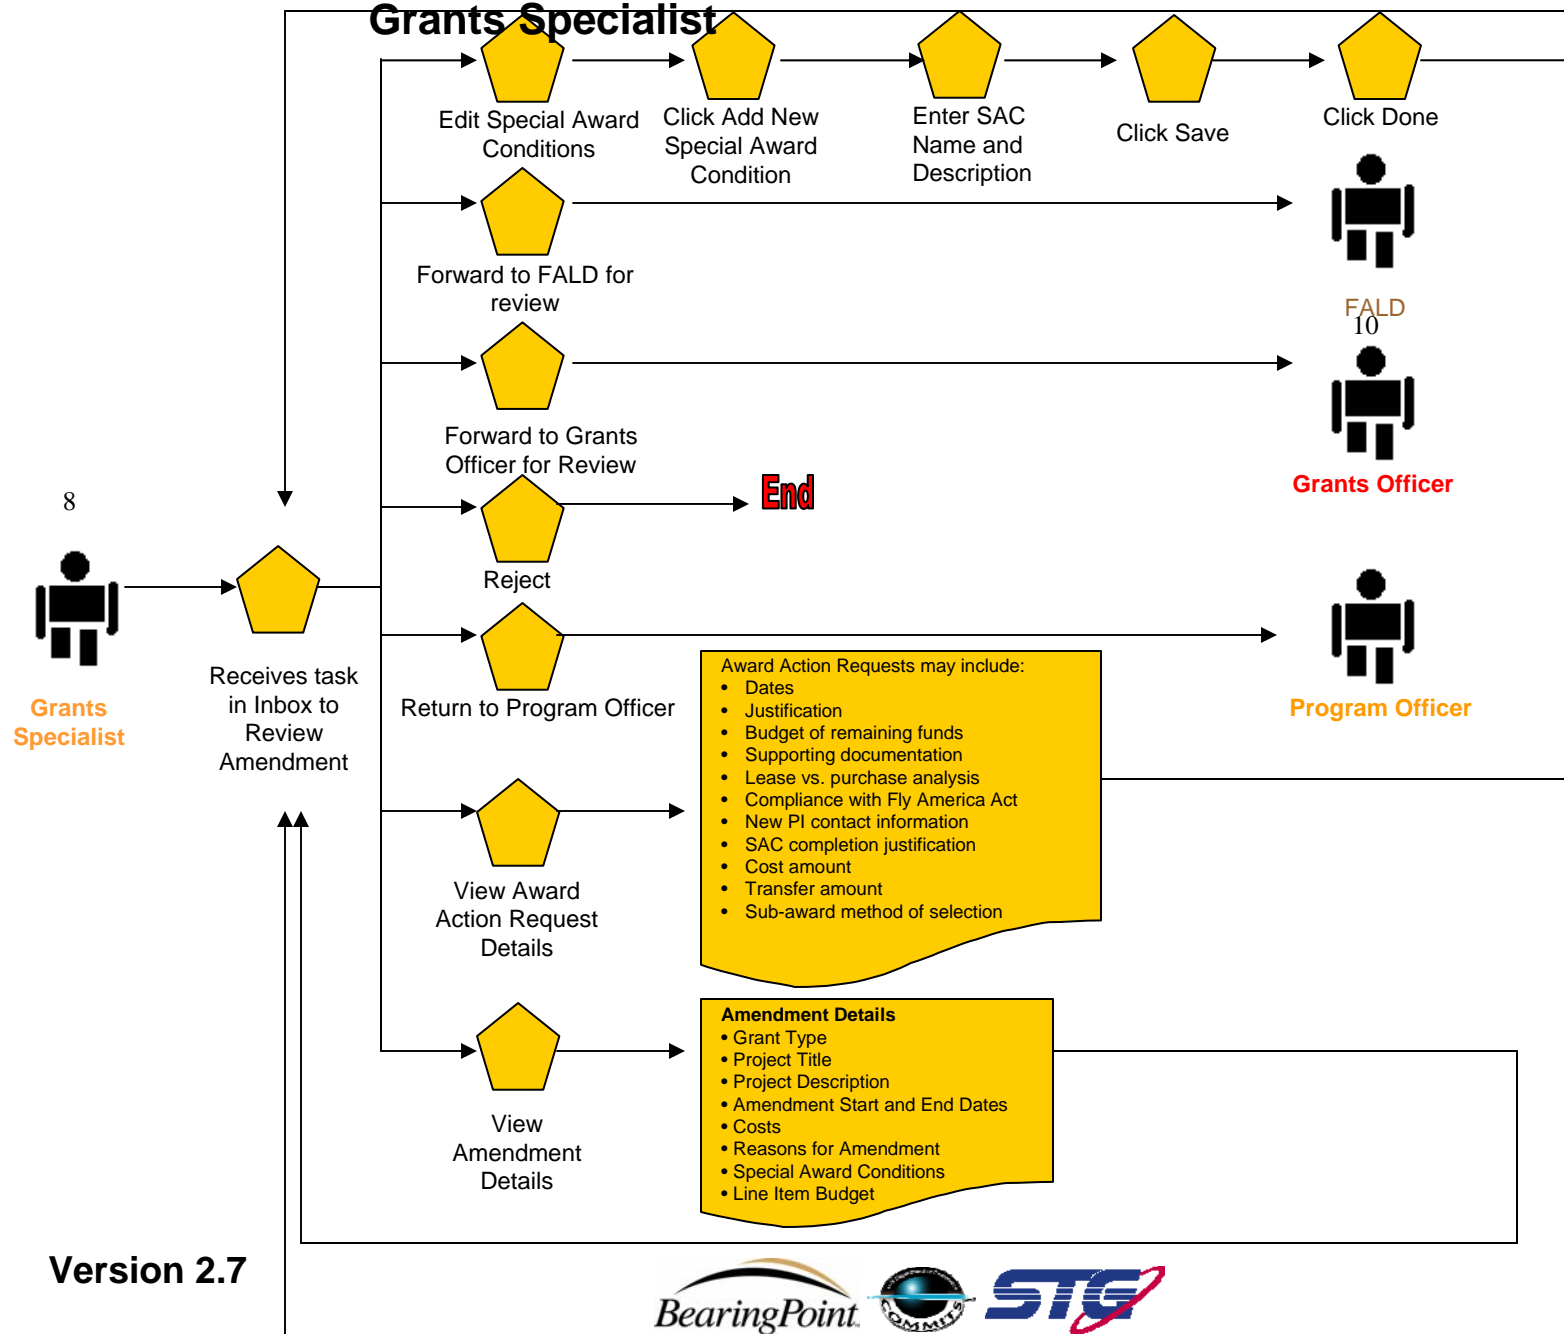 Grants Specialist
Edit Special Award
Conditions
Click Add New
Special Award
Condition
Enter SAC
Name and
Description
Click Save
Click Done
Forward to FALD for
review
FALD
10
Forward to Grants
Officer for Review
Grants Officer
End
Reject
8
Grants
Specialist
Receives task
in Inbox to
Review
Amendment
Return to Program Officer
Program Officer
Award Action Requests may include:
• Dates
• Justification
• Budget of remaining funds
• Supporting documentation
• Lease vs. purchase analysis
• Compliance with Fly America Act
• New PI contact information
• SAC completion justification
• Cost amount
• Transfer amount
• Sub-award method of selection
View Award
Action Request
Details
Amendment Details
• Grant Type
• Project Title
• Project Description
• Amendment Start and End Dates
• Costs
• Reasons for Amendment
• Special Award Conditions
• Line Item Budget
View
Amendment
Details
Version 2.7
BearingPoint
COMMITS
STG